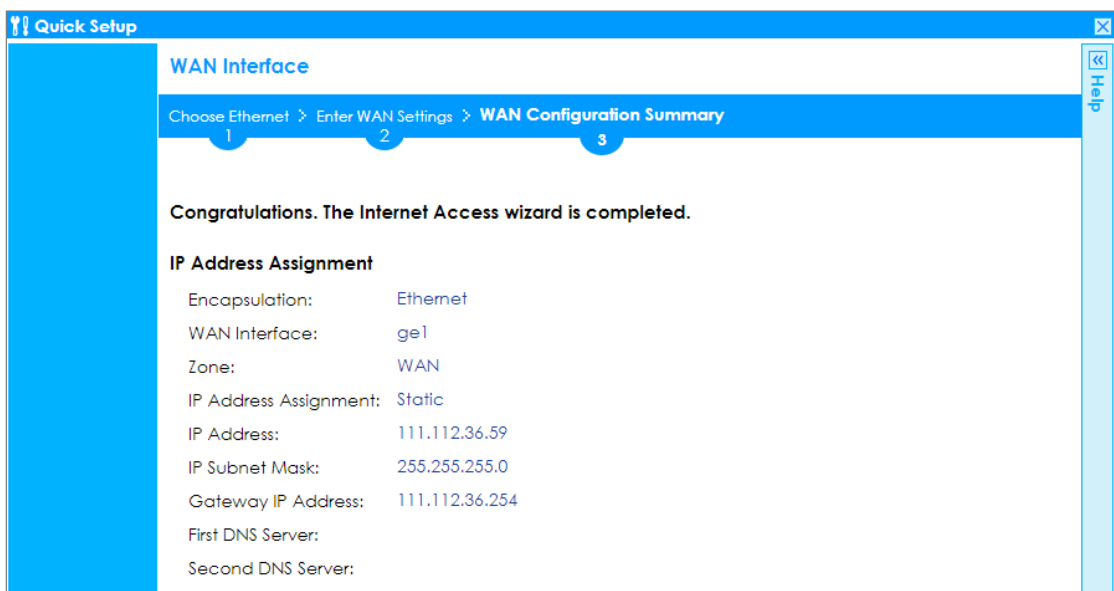 Quick Setup
Help
WAN Interface
Choose Ethernet > Enter WAN Settings > WAN Configuration Summary
1 2 3
Congratulations. The Internet Access wizard is completed.
IP Address Assignment
Encapsulation: Ethernet
WAN Interface: ge1
Zone: WAN
IP Address Assignment: Static
IP Address: 111.112.36.59
IP Subnet Mask: 255.255.255.0
Gateway IP Address: 111.112.36.254
First DNS Server:
Second DNS Server: